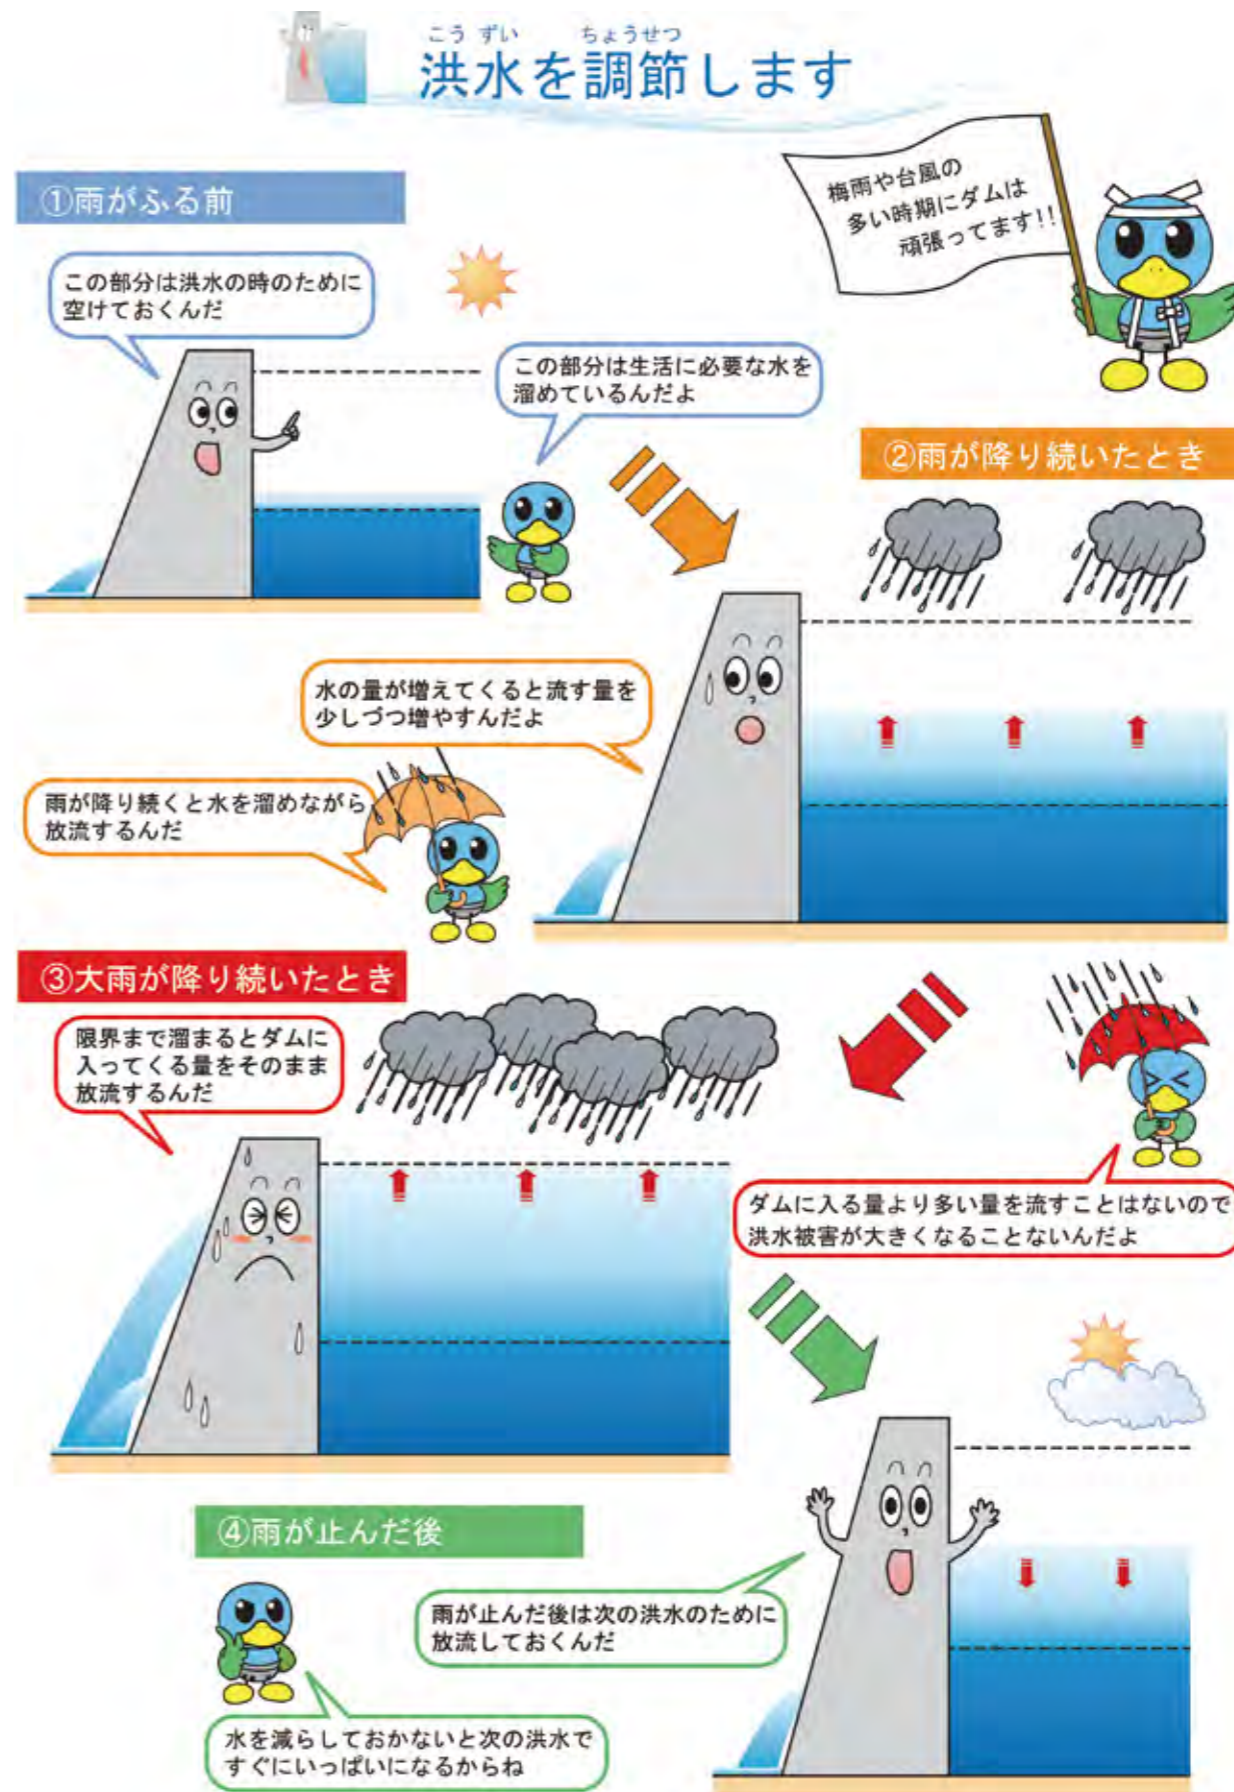 こう ずい ちょうせつ
洪水を調節します
梅雨や台風の
多い時期にダムは
頑張ってます!!
①雨がふる前
この部分は洪水の時のために
空けておくんだ
この部分は生活に必要な水を
溜めているんだよ
②雨が降り続いたとき
水の量が増えてくると流す量を
少しづつ増やすんだよ
雨が降り続くと水を溜めながら
放流するんだ
③大雨が降り続いたとき
限界まで溜まるとダムに
入ってくる量をそのまま
放流するんだ
ダムに入る量より多い量を流すことはないので
洪水被害が大きくなることないんだよ
④雨が止んだ後
雨が止んだ後は次の洪水のために
放流しておくんだ
水を減らしておかないと次の洪水で
すぐにいっぱいになるからね